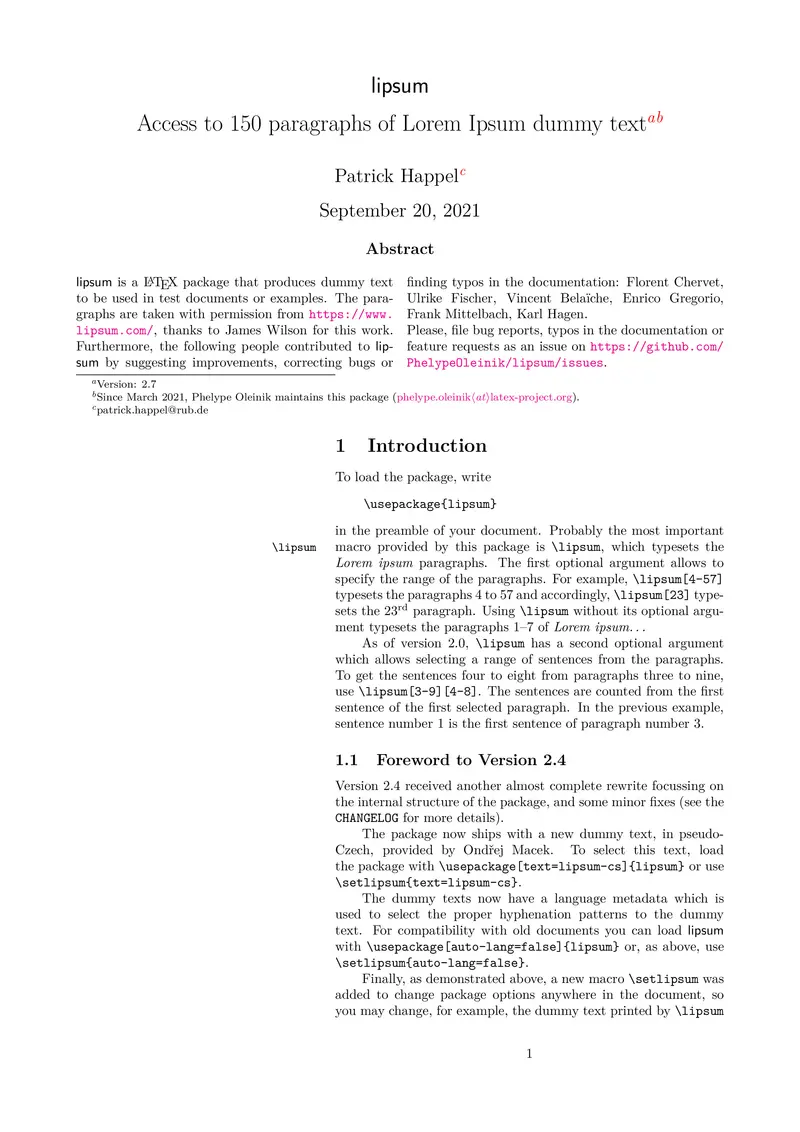 lipsum
Access to 150 paragraphs of Lorem Ipsum dummy textab
Patrick Happelc
September 20, 2021
Abstract
lipsum is a LATEX package that produces dummy text
to be used in test documents or examples. The para-
graphs are taken with permission from https://www.
lipsum.com/, thanks to James Wilson for this work.
Furthermore, the following people contributed to lip-
sum by suggesting improvements, correcting bugs or
finding typos in the documentation: Florent Chervet,
Ulrike Fischer, Vincent Belaïche, Enrico Gregorio,
Frank Mittelbach, Karl Hagen.
Please, file bug reports, typos in the documentation or
feature requests as an issue on https://github.com/
PhelypeOleinik/lipsum/issues.
aVersion: 2.7
bSince March 2021, Phelype Oleinik maintains this package (phelype.oleinik⟨at⟩latex-project.org).
cpatrick.happel@rub.de
1 Introduction
To load the package, write
\usepackage{lipsum}
in the preamble of your document. Probably the most important
\lipsum macro provided by this package is \lipsum, which typesets the
Lorem ipsum paragraphs. The first optional argument allows to
specify the range of the paragraphs. For example, \lipsum[4-57]
typesets the paragraphs 4 to 57 and accordingly, \lipsum[23] type-
sets the 23rd paragraph. Using \lipsum without its optional argu-
ment typesets the paragraphs 1–7 of Lorem ipsum...
As of version 2.0, \lipsum has a second optional argument
which allows selecting a range of sentences from the paragraphs.
To get the sentences four to eight from paragraphs three to nine,
use \lipsum[3-9][4-8]. The sentences are counted from the first
sentence of the first selected paragraph. In the previous example,
sentence number 1 is the first sentence of paragraph number 3.
1.1 Foreword to Version 2.4
Version 2.4 received another almost complete rewrite focussing on
the internal structure of the package, and some minor fixes (see the
CHANGELOG for more details).
The package now ships with a new dummy text, in pseudo-
Czech, provided by Ondřej Macek. To select this text, load
the package with \usepackage[text=lipsum-cs]{lipsum} or use
\setlipsum{text=lipsum-cs}.
The dummy texts now have a language metadata which is
used to select the proper hyphenation patterns to the dummy
text. For compatibility with old documents you can load lipsum
with \usepackage[auto-lang=false]{lipsum} or, as above, use
\setlipsum{auto-lang=false}.
Finally, as demonstrated above, a new macro \setlipsum was
added to change package options anywhere in the document, so
you may change, for example, the dummy text printed by \lipsum
1